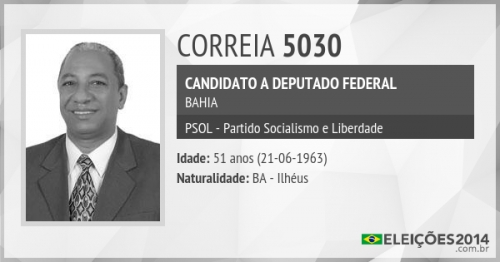 CORREIA 5030
CANDIDATO A DEPUTADO FEDERAL
BAHIA
PSOL - Partido Socialismo e Liberdade
Idade: 51 anos (21-06-1963)
Naturalidade: BA - Ilhéus
ELEIÇÕES2014
.com.br